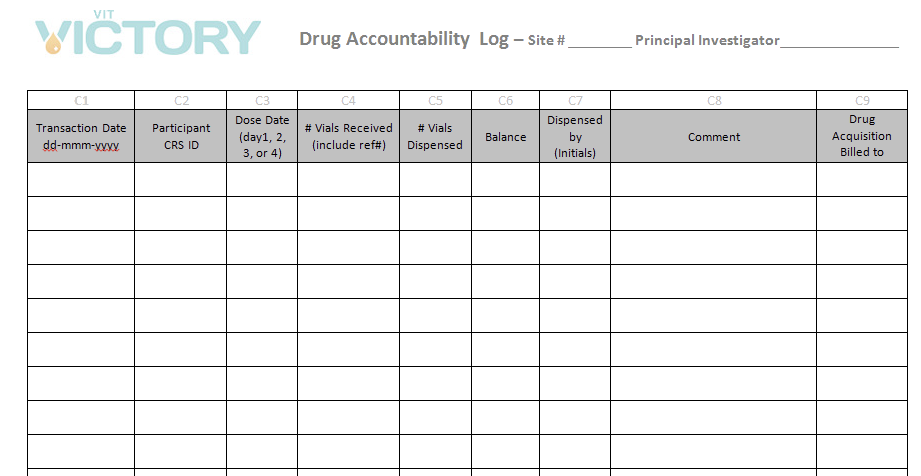 VIT
VICTORY
Drug Accountability Log – Site #________ Principal Investigator_______________
C1 C2 C3 C4 C5 C6 C7 C8 C9
Transaction Date
dd-mmm-yyyy
Participant
CRS ID
Dose Date
(day1, 2,
3, or 4)
# Vials Received
(include ref#)
# Vials
Dispensed
Balance
Dispensed
by
(Initials)
Comment
Drug
Acquisition
Billed to